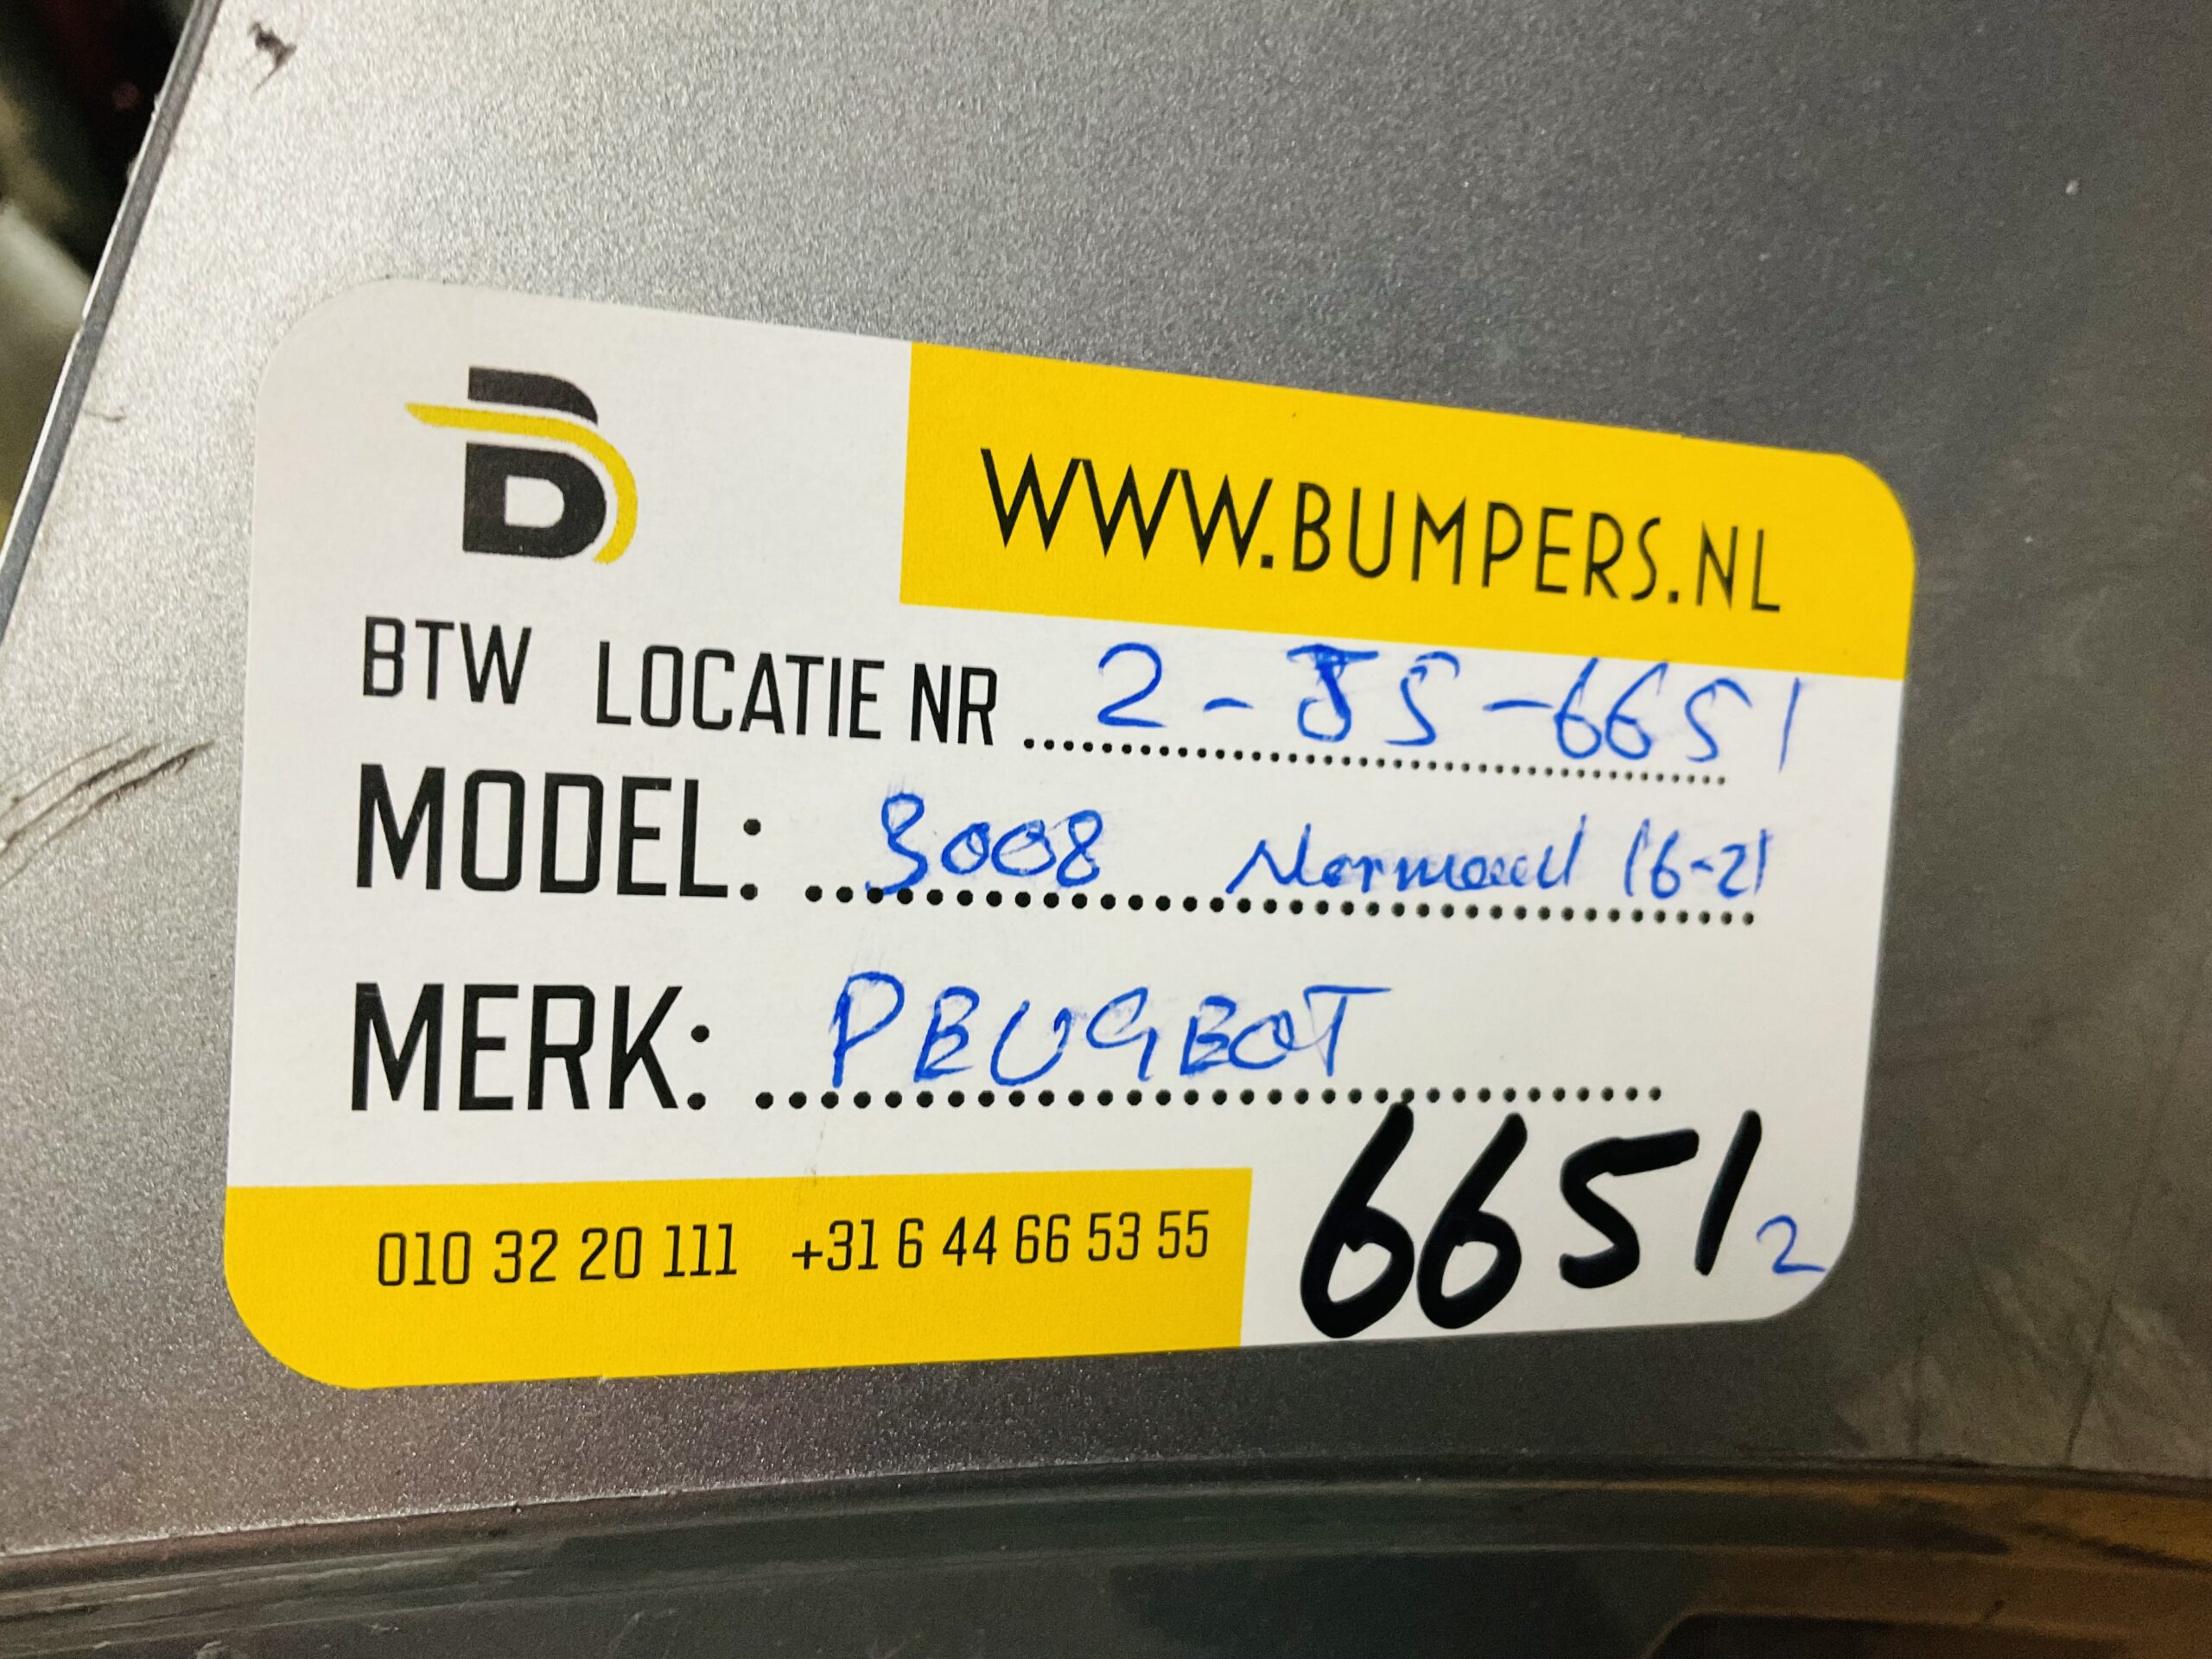 B
WWW.BUMPERS.NL
BTW LOCATIE NR 2-JS-6651
MODEL: 3008 Normaal 16-21
MERK: PEUGEOT
010 32 20 111 +31 6 44 66 53 55
6651 2